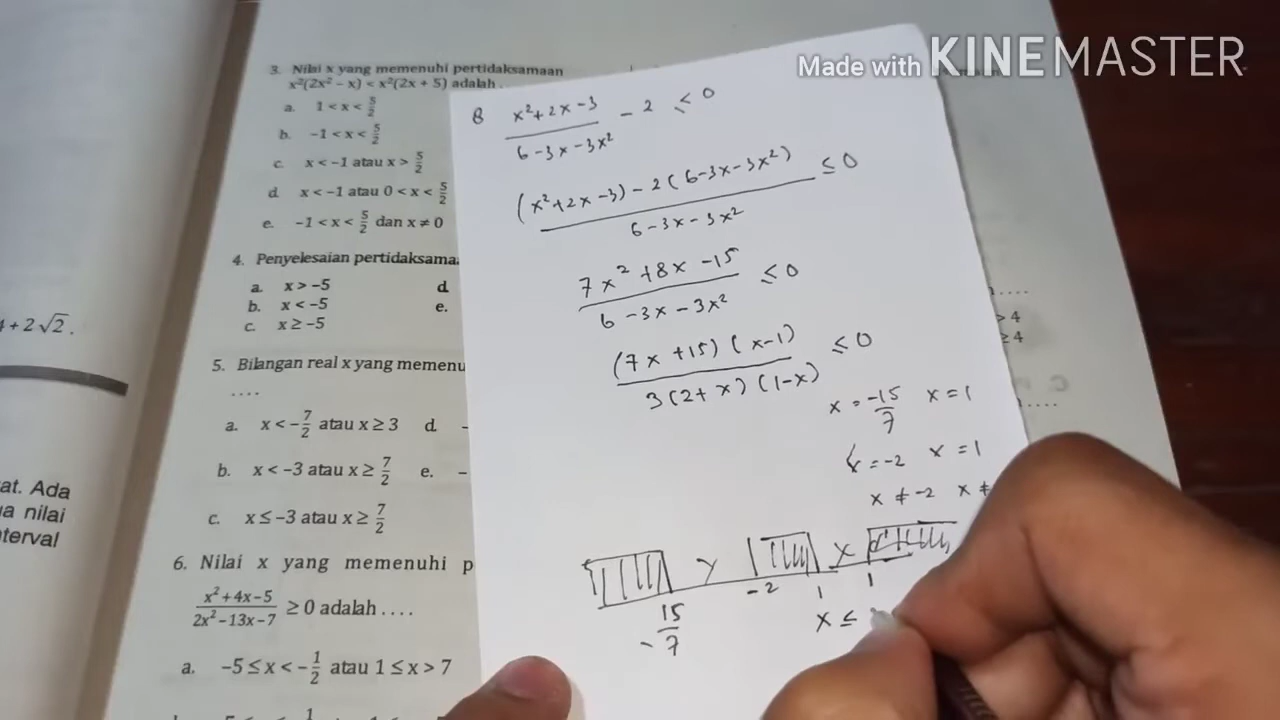 Made with KINEMASTER
4 + 2√2.
at. Ada
a nilai
nterval
3. Nilai x yang memenuhi pertidaksamaan
x²(2x² − x) < x²(2x + 5) adalah .
a. 1 < x < 5/2
b. −1 < x < 5/2
c. x < −1 atau x > 5/2
d. x < −1 atau 0 < x < 5/2
e. −1 < x < 5/2 dan x ≠ 0
4. Penyelesaian pertidaksama
a. x > −5 d
b. x < −5 e.
c. x ≥ −5
5. Bilangan real x yang memenu
. . . .
a. x < −7/2 atau x ≥ 3 d. −
b. x < −3 atau x ≥ 7/2 e. −
c. x ≤ −3 atau x ≥ 7/2
6. Nilai x yang memenuhi p
(x² + 4x − 5)/(2x² − 13x − 7) ≥ 0 adalah . . . .
a. −5 ≤ x < −1/2 atau 1 ≤ x > 7
8 (x² + 2x − 3)/(6 − 3x − 3x²) − 2 ≤ 0
((x² + 2x − 3) − 2(6 − 3x − 3x²))/(6 − 3x − 3x²) ≤ 0
(7x² + 8x − 15)/(6 − 3x − 3x²) ≤ 0
((7x + 15)(x − 1))/(3(2 + x)(1 − x)) ≤ 0
x = −15/7 x = 1
x = −2 x = 1
x ≠ −2 x ≠
−15/7 −2 1 1
x ≤
> 4
≥ 4